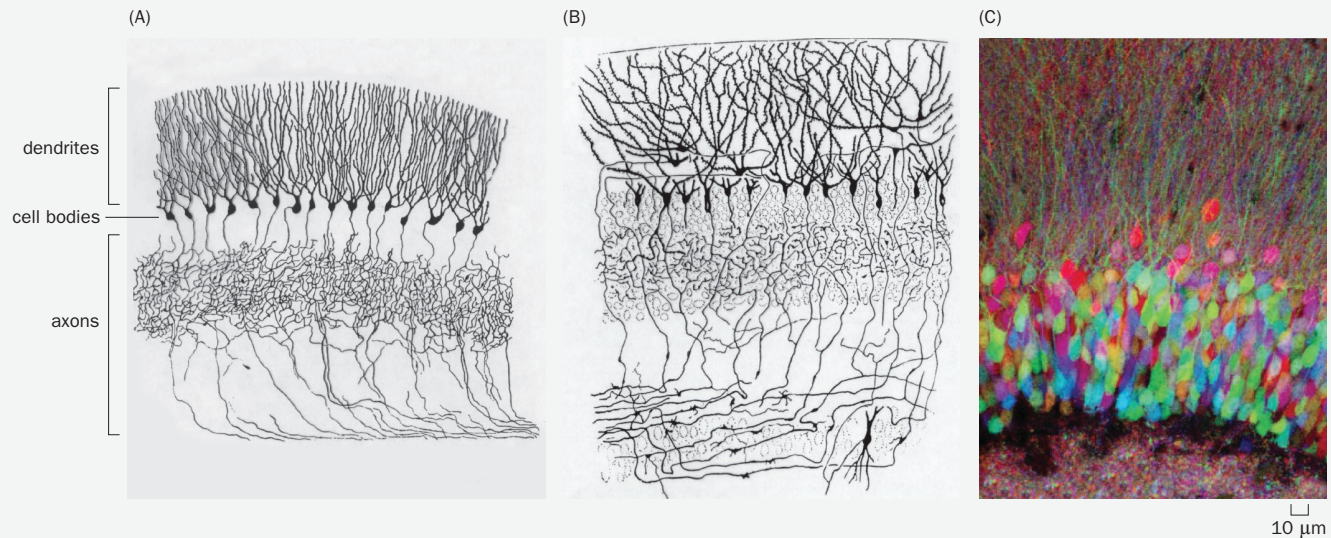 (A)
(B)
(C)
dendrites
cell bodies
axons
10 μm